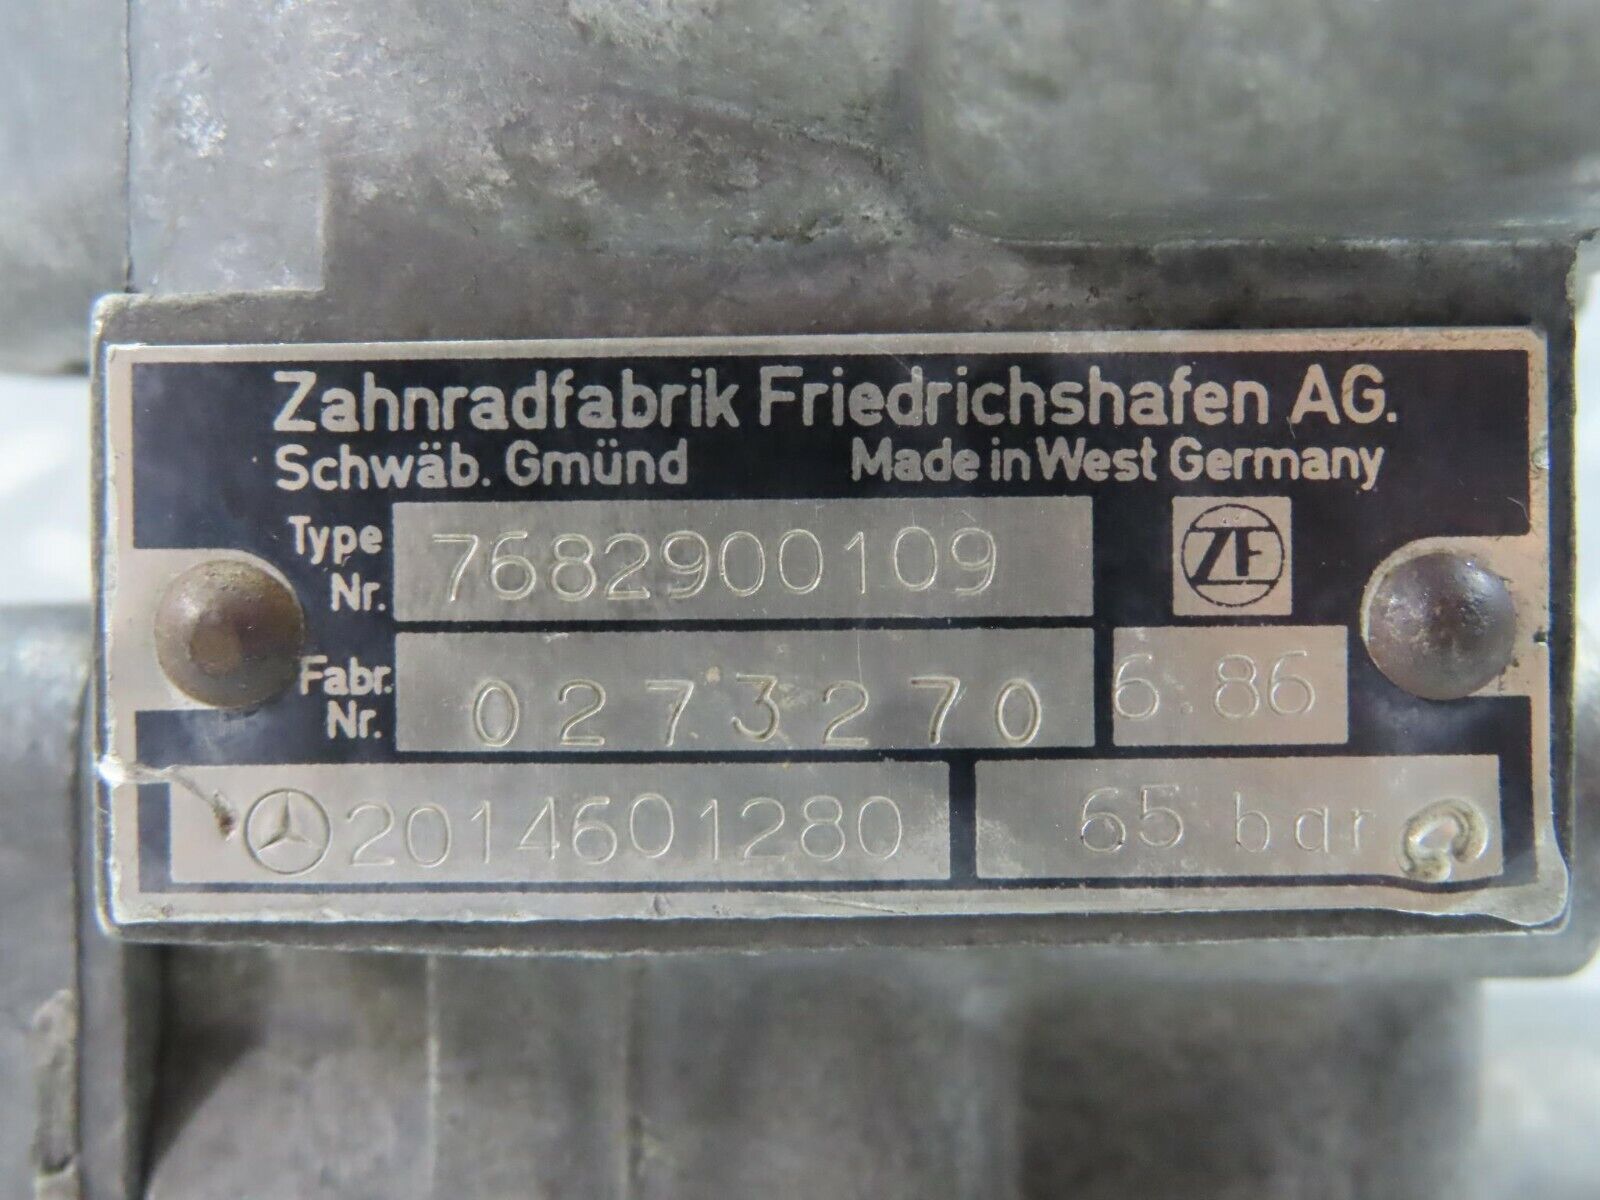 Zahnradfabrik Friedrichshafen AG.
Schwäb. Gmünd Made in West Germany
Type Nr. 7682900109 ZF
Fabr. Nr. 0273270 6.86
2014601280 65 bar